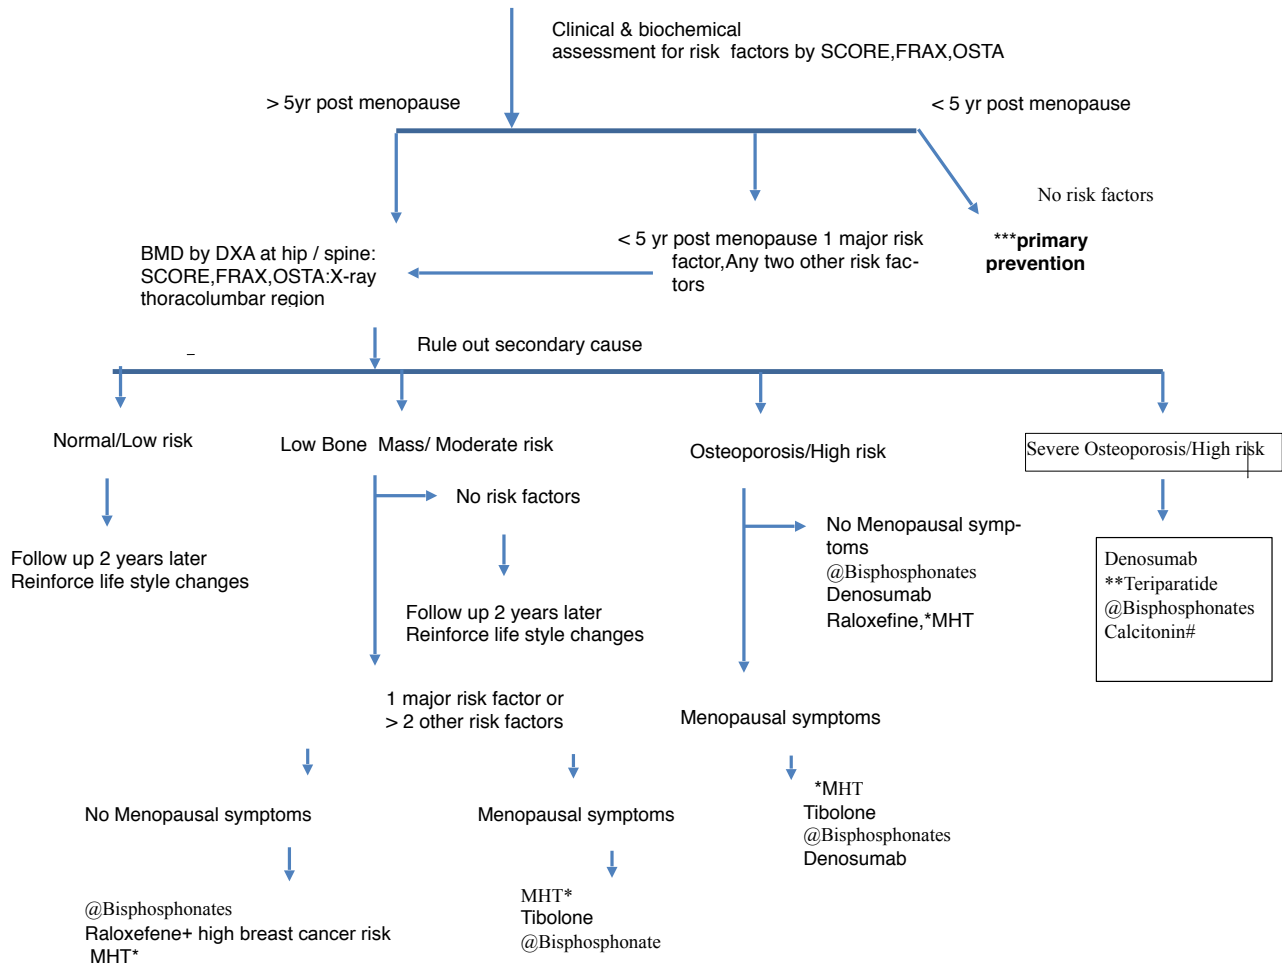 Clinical & biochemical
assessment for risk factors by SCORE,FRAX,OSTA
> 5yr post menopause
< 5 yr post menopause
No risk factors
***primary
prevention
< 5 yr post menopause 1 major risk
factor,Any two other risk fac-
tors
BMD by DXA at hip / spine:
SCORE,FRAX,OSTA:X-ray
thoracolumbar region
Rule out secondary cause
Normal/Low risk
Low Bone Mass/ Moderate risk
Osteoporosis/High risk
Severe Osteoporosis/High risk
No risk factors
Follow up 2 years later
Reinforce life style changes
Follow up 2 years later
Reinforce life style changes
No Menopausal symp-
toms
@Bisphosphonates
Denosumab
Raloxefine,*MHT
Denosumab
**Teriparatide
@Bisphosphonates
Calcitonin#
1 major risk factor or
> 2 other risk factors
Menopausal symptoms
No Menopausal symptoms
Menopausal symptoms
*MHT
Tibolone
@Bisphosphonates
Denosumab
@Bisphosphonates
Raloxefene+ high breast cancer risk
MHT*
MHT*
Tibolone
@Bisphosphonate